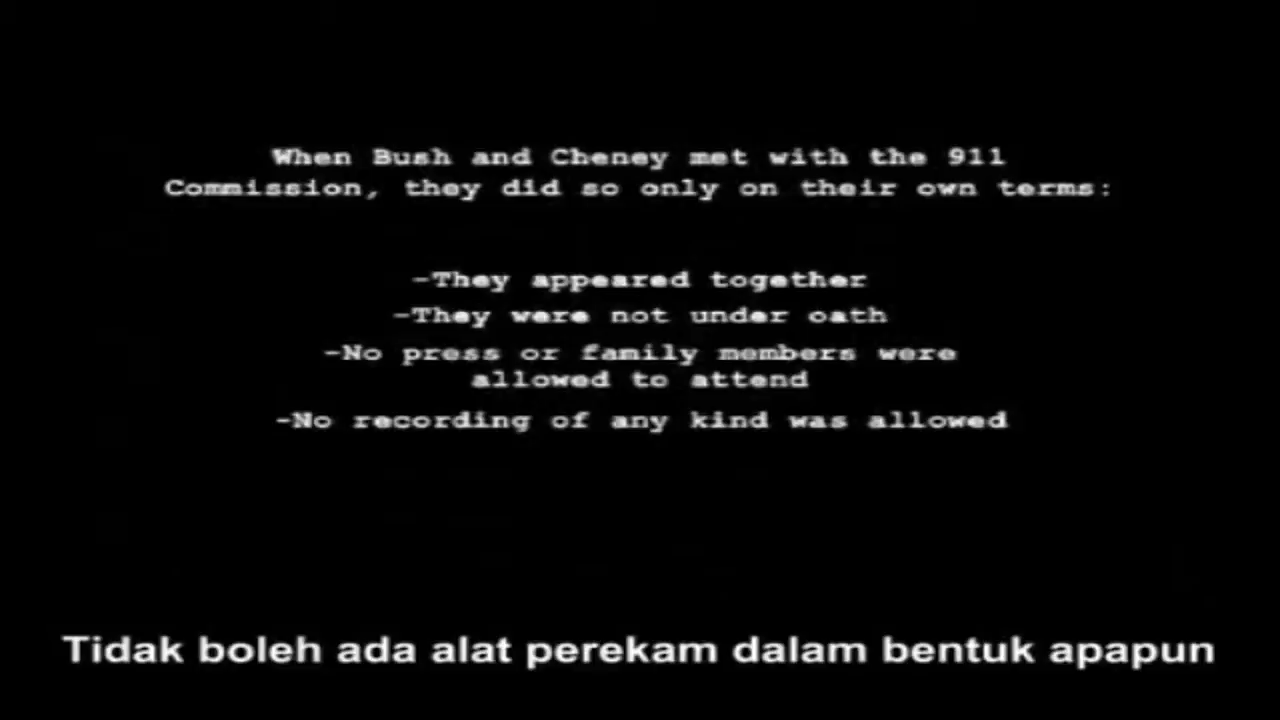 When Bush and Cheney met with the 911
Commission, they did so only on their own terms:
-They appeared together
-They were not under oath
-No press or family members were
allowed to attend
-No recording of any kind was allowed
Tidak boleh ada alat perekam dalam bentuk apapun